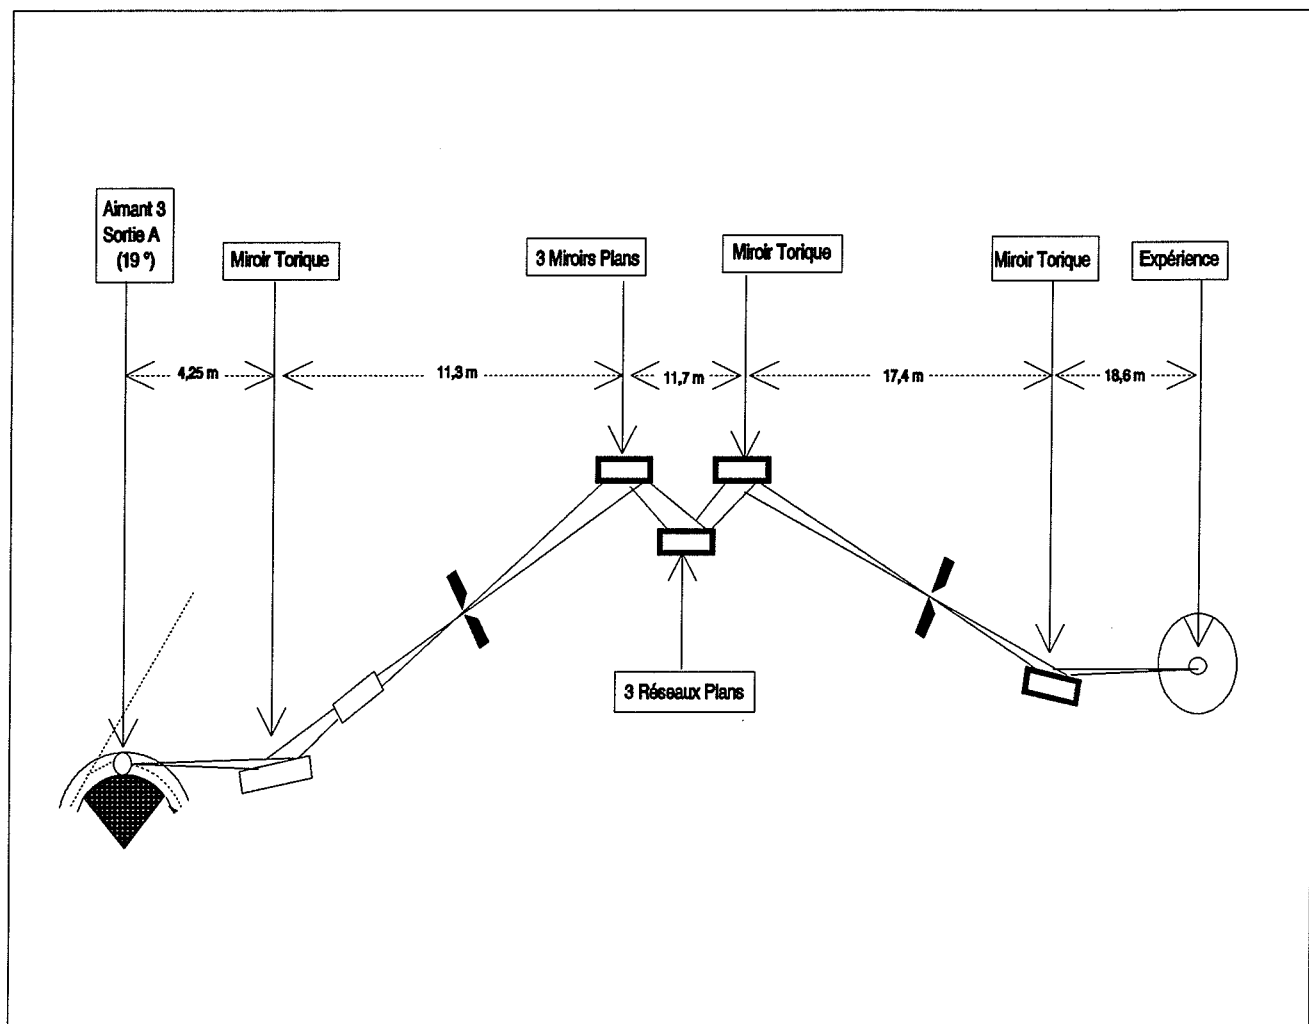 Aimant 3
Sortie A
(19 °)
Miroir Torique
3 Miroirs Plans
Miroir Torique
Miroir Torique
Expérience
4,25 m
11,3 m
11,7 m
17,4 m
18,6 m
3 Réseaux Plans